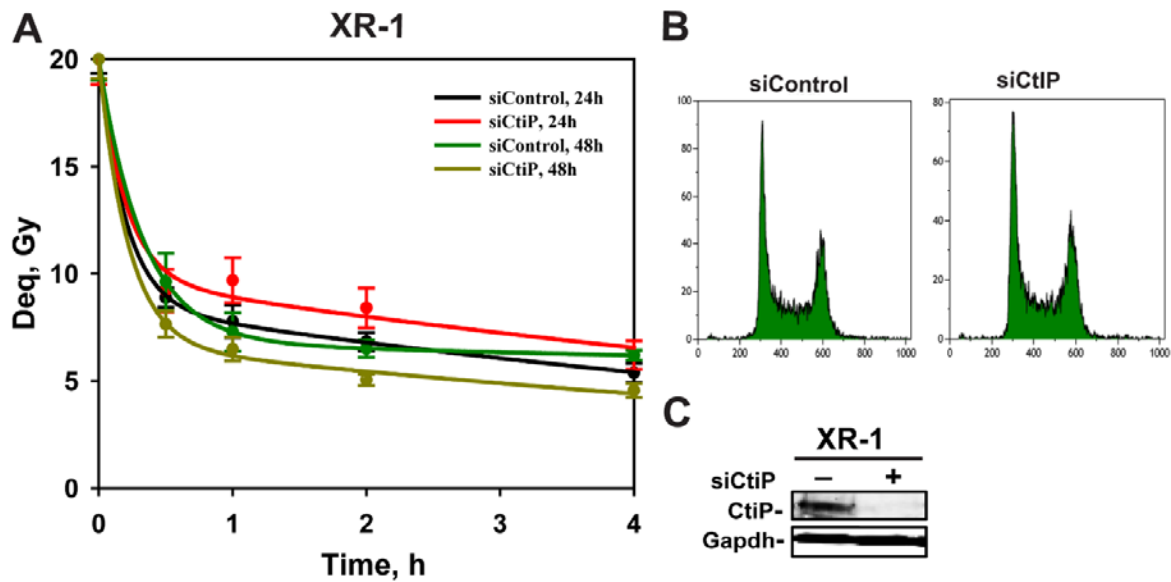 A
XR-1
20
15
10
5
0
Deq, Gy
0 1 2 3 4
Time, h
siControl, 24h
siCtiP, 24h
siControl, 48h
siCtiP, 48h
B
siControl
100
80
60
40
20
0
0 200 400 600 800 1000
siCtIP
80
60
40
20
0
0 200 400 600 800 1000
C
XR-1
siCtiP – +
CtiP-
Gapdh-